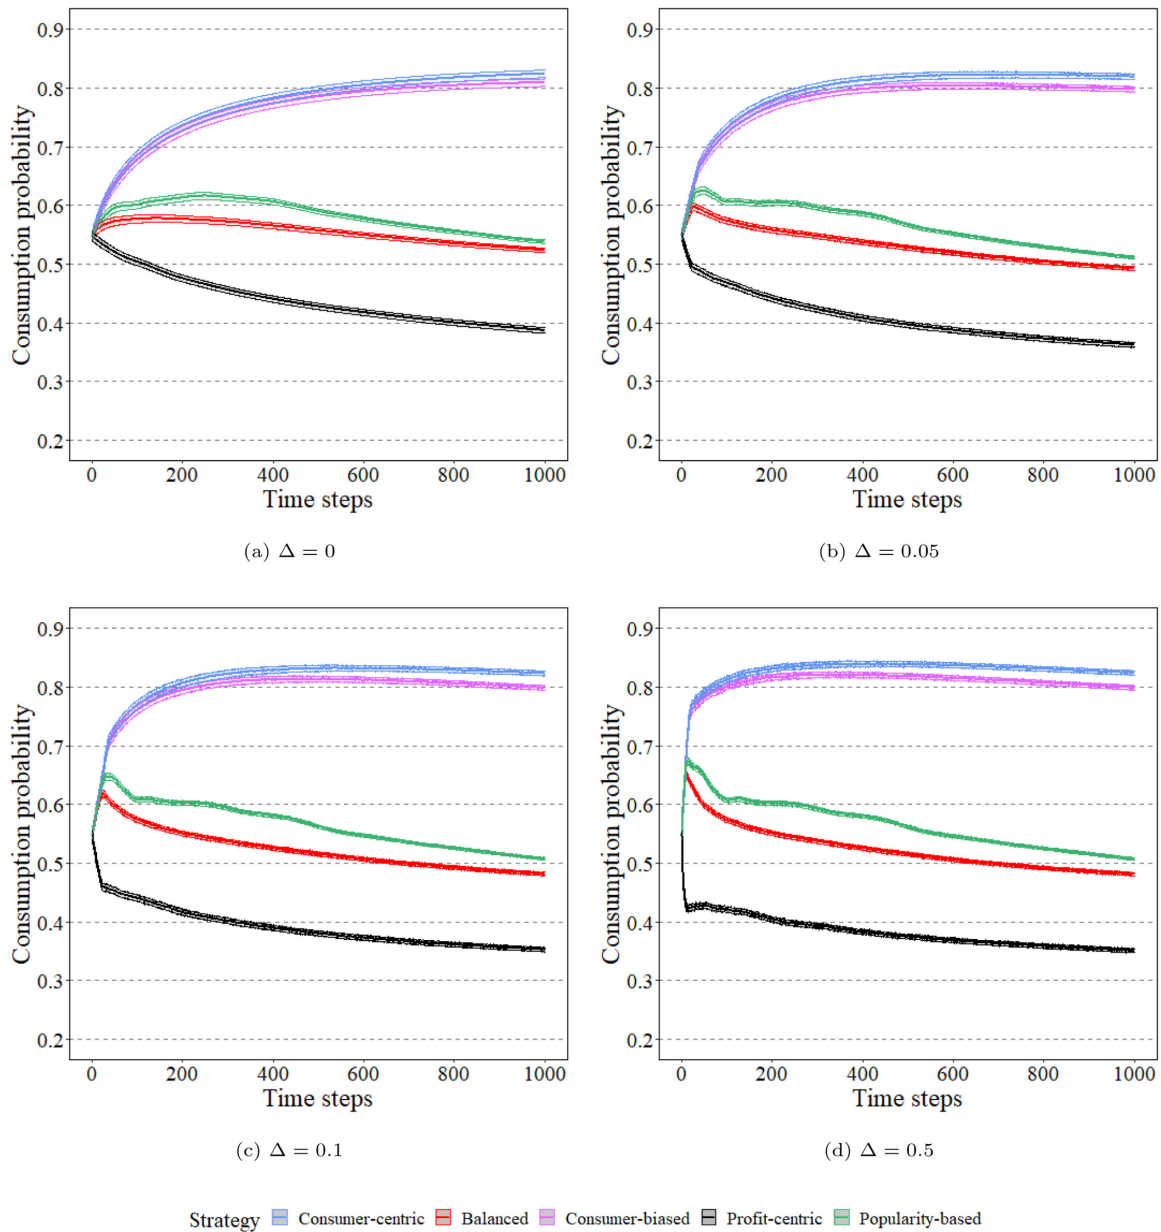 Consumption probability
0.9
0.8
0.7
0.6
0.5
0.4
0.3
0.2
0 200 400 600 800 1000
Time steps
(a) Δ = 0
Consumption probability
0.9
0.8
0.7
0.6
0.5
0.4
0.3
0.2
0 200 400 600 800 1000
Time steps
(b) Δ = 0.05
Consumption probability
0.9
0.8
0.7
0.6
0.5
0.4
0.3
0.2
0 200 400 600 800 1000
Time steps
(c) Δ = 0.1
Consumption probability
0.9
0.8
0.7
0.6
0.5
0.4
0.3
0.2
0 200 400 600 800 1000
Time steps
(d) Δ = 0.5
Strategy Consumer-centric Balanced Consumer-biased Profit-centric Popularity-based